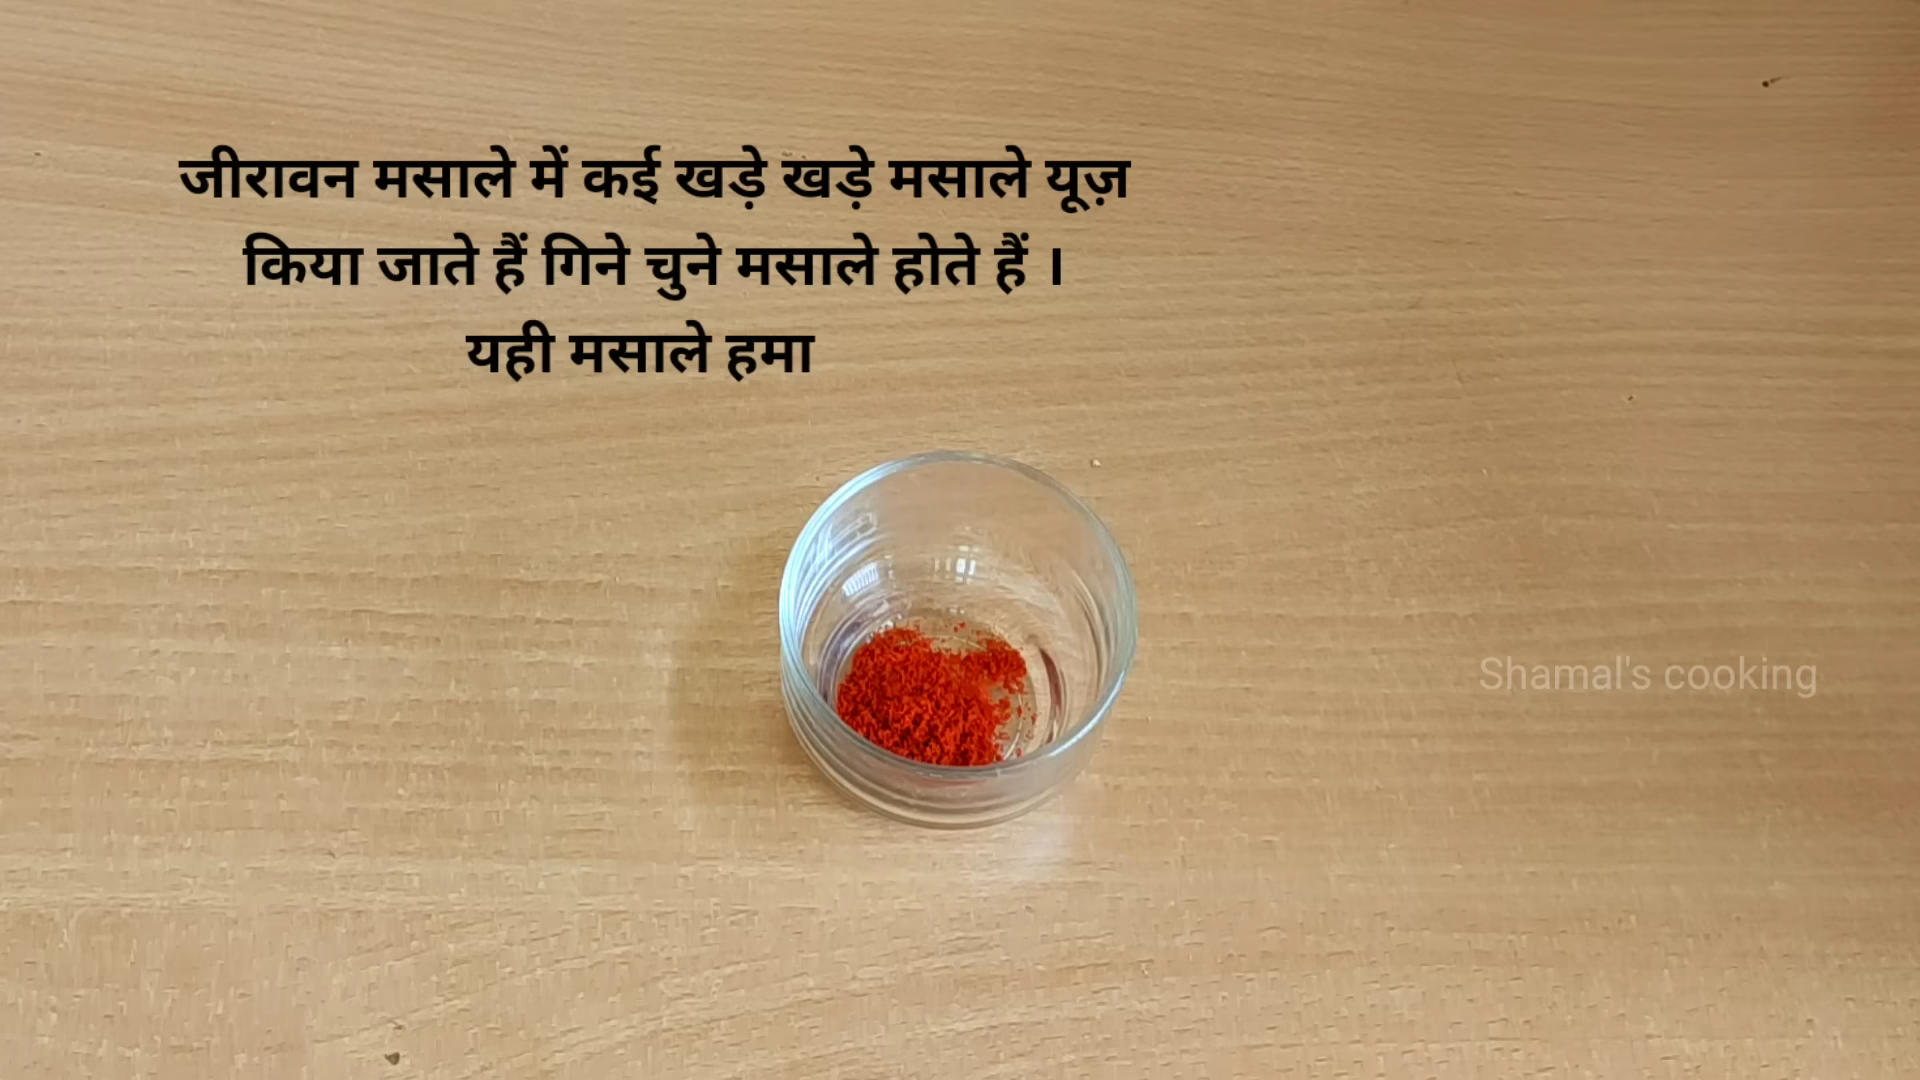 जीरावन मसाले में कई खड़े खड़े मसाले यूज़
किया जाते हैं गिने चुने मसाले होते हैं ।
यही मसाले हमा
Shamal's cooking